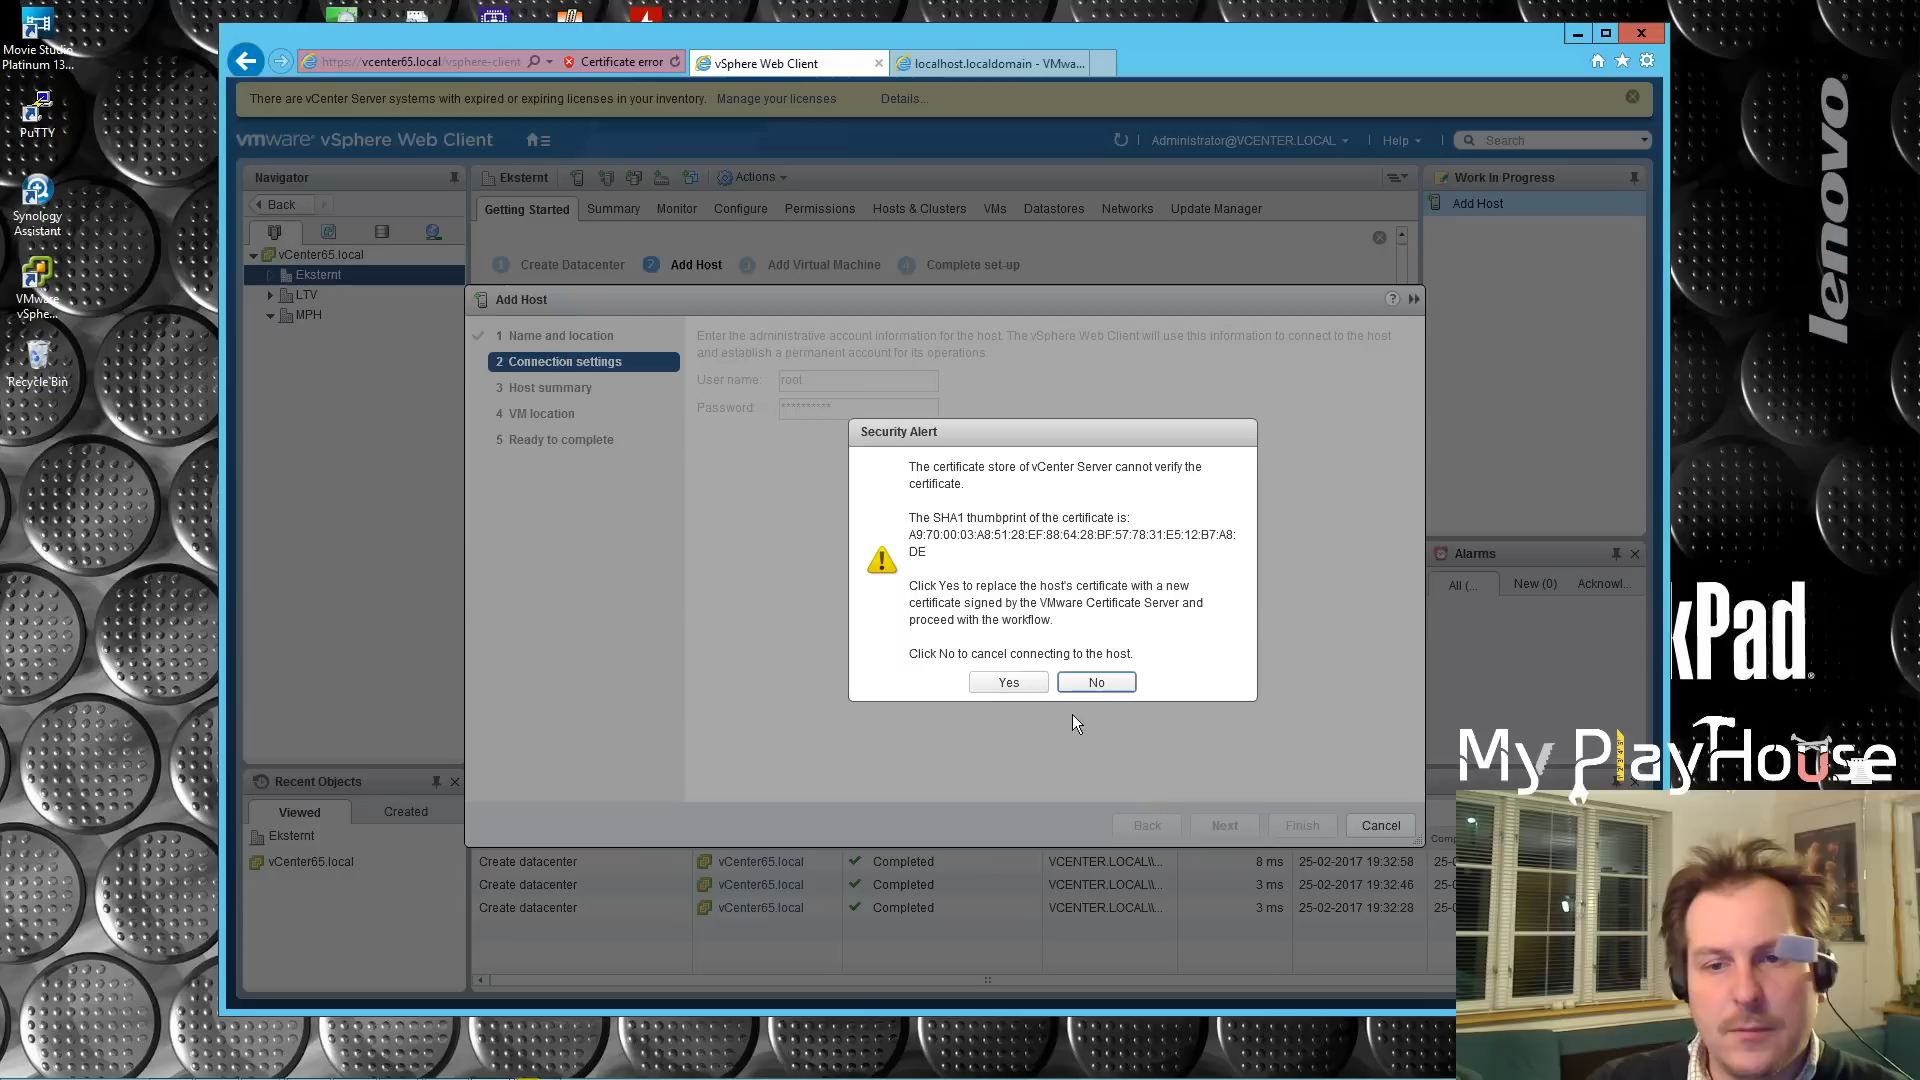 Movie Studio
Platinum 13...
PuTTY
Synology
Assistant
VMware
vSphe...
Recycle Bin
https://vcenter65.local/vsphere-client
Certificate error
vSphere Web Client
localhost.localdomain - VMwa...
There are vCenter Server systems with expired or expiring licenses in your inventory. Manage your licenses Details...
vmware® vSphere Web Client
Administrator@VCENTER.LOCAL
Help
Search
Navigator
Back
vCenter65.local
Eksternt
LTV
MPH
Eksternt
Actions
Getting Started Summary Monitor Configure Permissions Hosts & Clusters VMs Datastores Networks Update Manager
1 Create Datacenter 2 Add Host 3 Add Virtual Machine 4 Complete set-up
Work In Progress
Add Host
Add Host
1 Name and location
2 Connection settings
3 Host summary
4 VM location
5 Ready to complete
Enter the administrative account information for the host. The vSphere Web Client will use this information to connect to the host
and establish a permanent account for its operations.
User name: root
Password: **********
Security Alert
The certificate store of vCenter Server cannot verify the
certificate.
The SHA1 thumbprint of the certificate is:
A9:70:00:03:A8:51:28:EF:88:64:28:BF:57:78:31:E5:12:B7:A8:
DE
Click Yes to replace the host's certificate with a new
certificate signed by the VMware Certificate Server and
proceed with the workflow.
Click No to cancel connecting to the host.
Yes No
Back Next Finish Cancel
Alarms
All (... New (0) Acknowl...
Recent Objects
Viewed Created
Eksternt
vCenter65.local
Create datacenter vCenter65.local Completed VCENTER.LOCAL\\... 8 ms 25-02-2017 19:32:58 25-0
Create datacenter vCenter65.local Completed VCENTER.LOCAL\\... 3 ms 25-02-2017 19:32:46 25-0
Create datacenter vCenter65.local Completed VCENTER.LOCAL\\... 3 ms 25-02-2017 19:32:28 25-0
Comp
lenovo
kPad
My PlayHouse